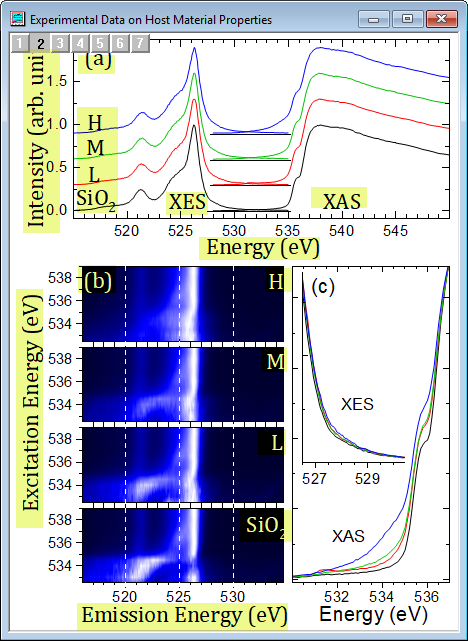 Experimental Data on Host Material Properties
1 2 3 4 5 6 7
(a)
Intensity (arb. uni
1.5
1.0
0.5
0.0
H
M
L
SiO₂
XES
XAS
520 525 530 535 540 545
Energy (eV)
Excitation Energy (eV)
(b)
H
538
536
534
M
538
536
534
L
538
536
534
SiO₂
538
536
534
520 525 530
Emission Energy (eV)
(c)
XES
527 529
XAS
532 534 536
Energy (eV)